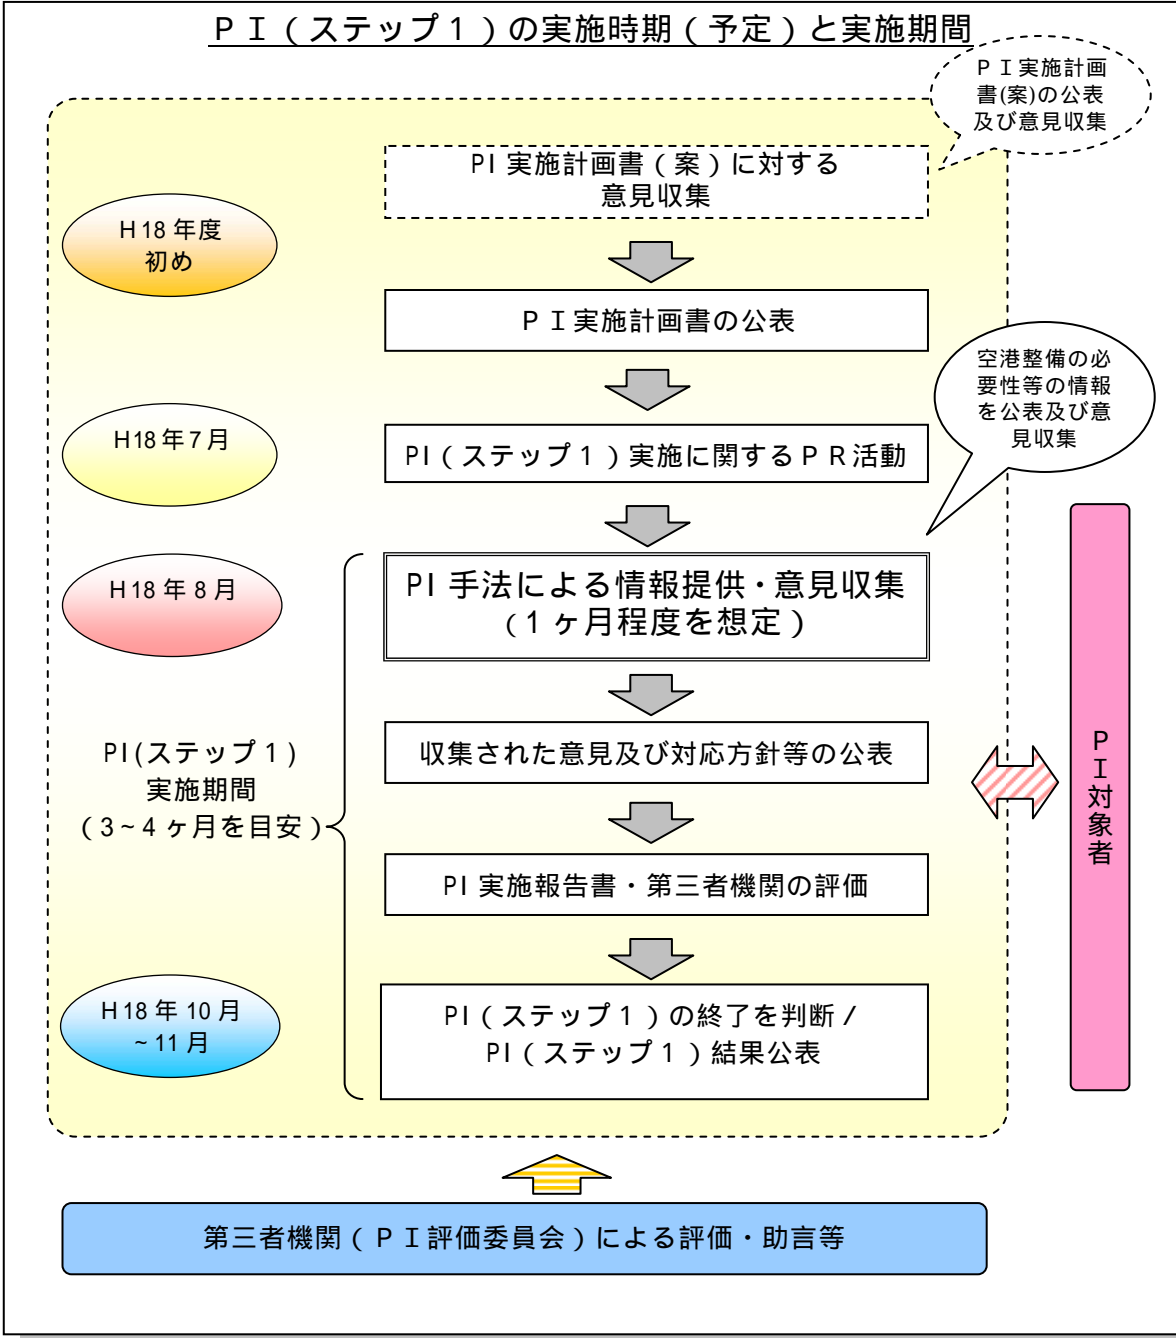 ＰＩ（ステップ１）の実施時期（予定）と実施期間
ＰＩ実施計画
書(案)の公表
及び意見収集
PI 実施計画書（案）に対する
意見収集
H18 年度
初め
ＰＩ実施計画書の公表
空港整備の必
要性等の情報
を公表及び意
見収集
H18 年 7 月
PI（ステップ１）実施に関するＰＲ活動
H18 年 8 月
PI 手法による情報提供・意見収集
（1 ヶ月程度を想定）
収集された意見及び対応方針等の公表
PI(ステップ１)
実施期間
（3~4 ヶ月を目安）
ＰＩ対象者
PI 実施報告書・第三者機関の評価
H18 年 10 月
~11 月
PI（ステップ１）の終了を判断 /
PI（ステップ１）結果公表
第三者機関（ＰＩ評価委員会）による評価・助言等